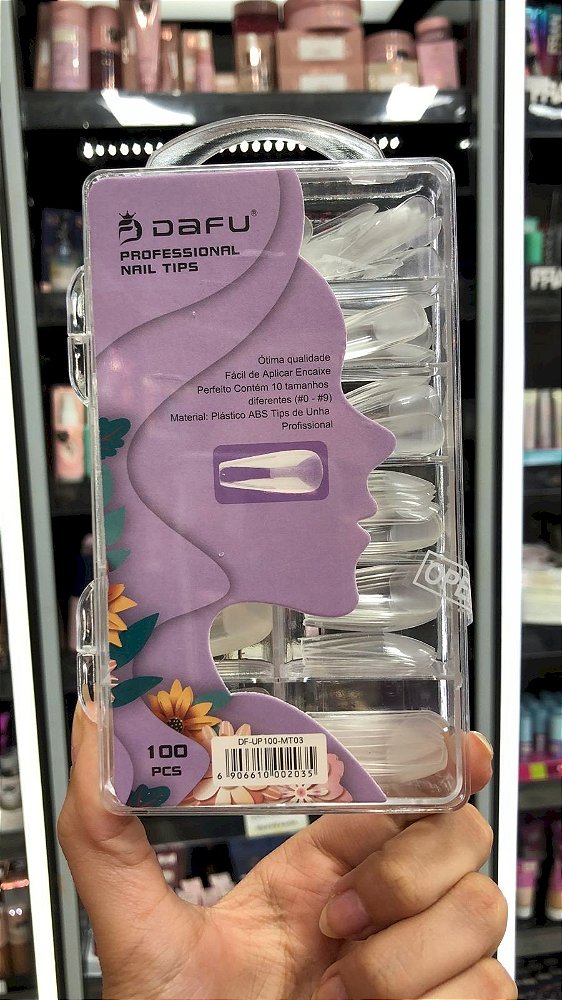 DAFU®
PROFESSIONAL
NAIL TIPS
Ótima qualidade
Fácil de Aplicar Encaixe
Perfeito Contém 10 tamanhos
diferentes (#0 - #9)
Material: Plástico ABS Tips de Unha
Profissional
OPE
100
PCS
DF-UP100-MT03
6 906610 002035